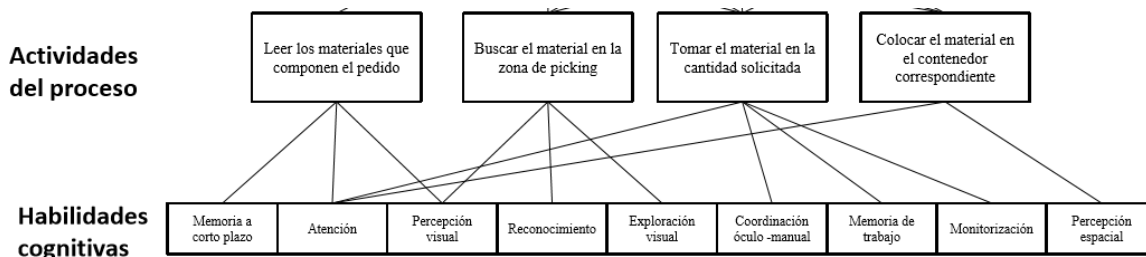 Actividades
del proceso
Leer los materiales que
componen el pedido
Buscar el material en la
zona de picking
Tomar el material en la
cantidad solicitada
Colocar el material en
el contenedor
correspondiente
Habilidades
cognitivas
Memoria a
corto plazo
Atención
Percepción
visual
Reconocimiento
Exploración
visual
Coordinación
óculo -manual
Memoria de
trabajo
Monitorización
Percepción
espacial